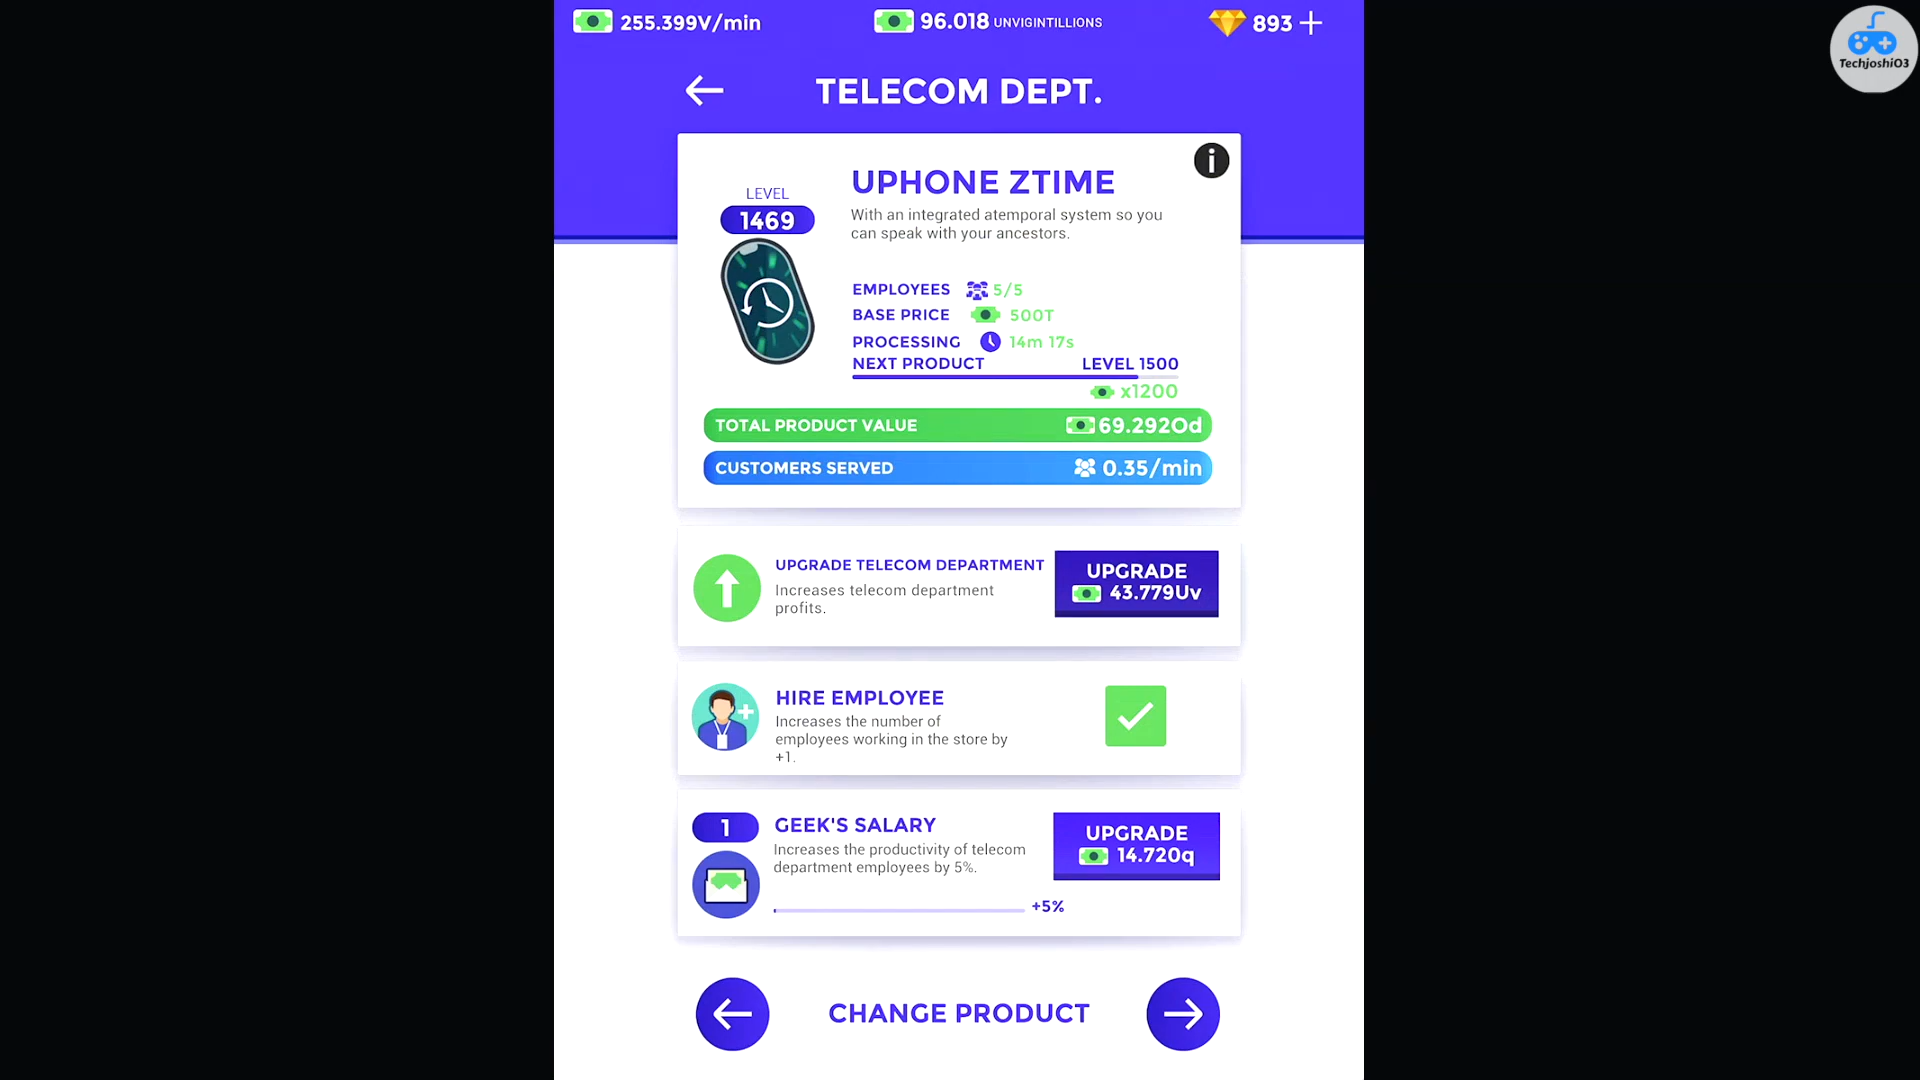 255.399V/min
96.018 UNVIGINTILLIONS
893
Techjoshi03
TELECOM DEPT.
LEVEL
1469
UPHONE ZTIME
With an integrated atemporal system so you
can speak with your ancestors.
EMPLOYEES 5/5
BASE PRICE 500T
PROCESSING 14m 17s
NEXT PRODUCT LEVEL 1500
x1200
TOTAL PRODUCT VALUE 69.292Od
CUSTOMERS SERVED 0.35/min
UPGRADE TELECOM DEPARTMENT
Increases telecom department
profits.
UPGRADE
43.779Uv
HIRE EMPLOYEE
Increases the number of
employees working in the store by
+1.
1
GEEK'S SALARY
Increases the productivity of telecom
department employees by 5%.
+5%
UPGRADE
14.720q
CHANGE PRODUCT